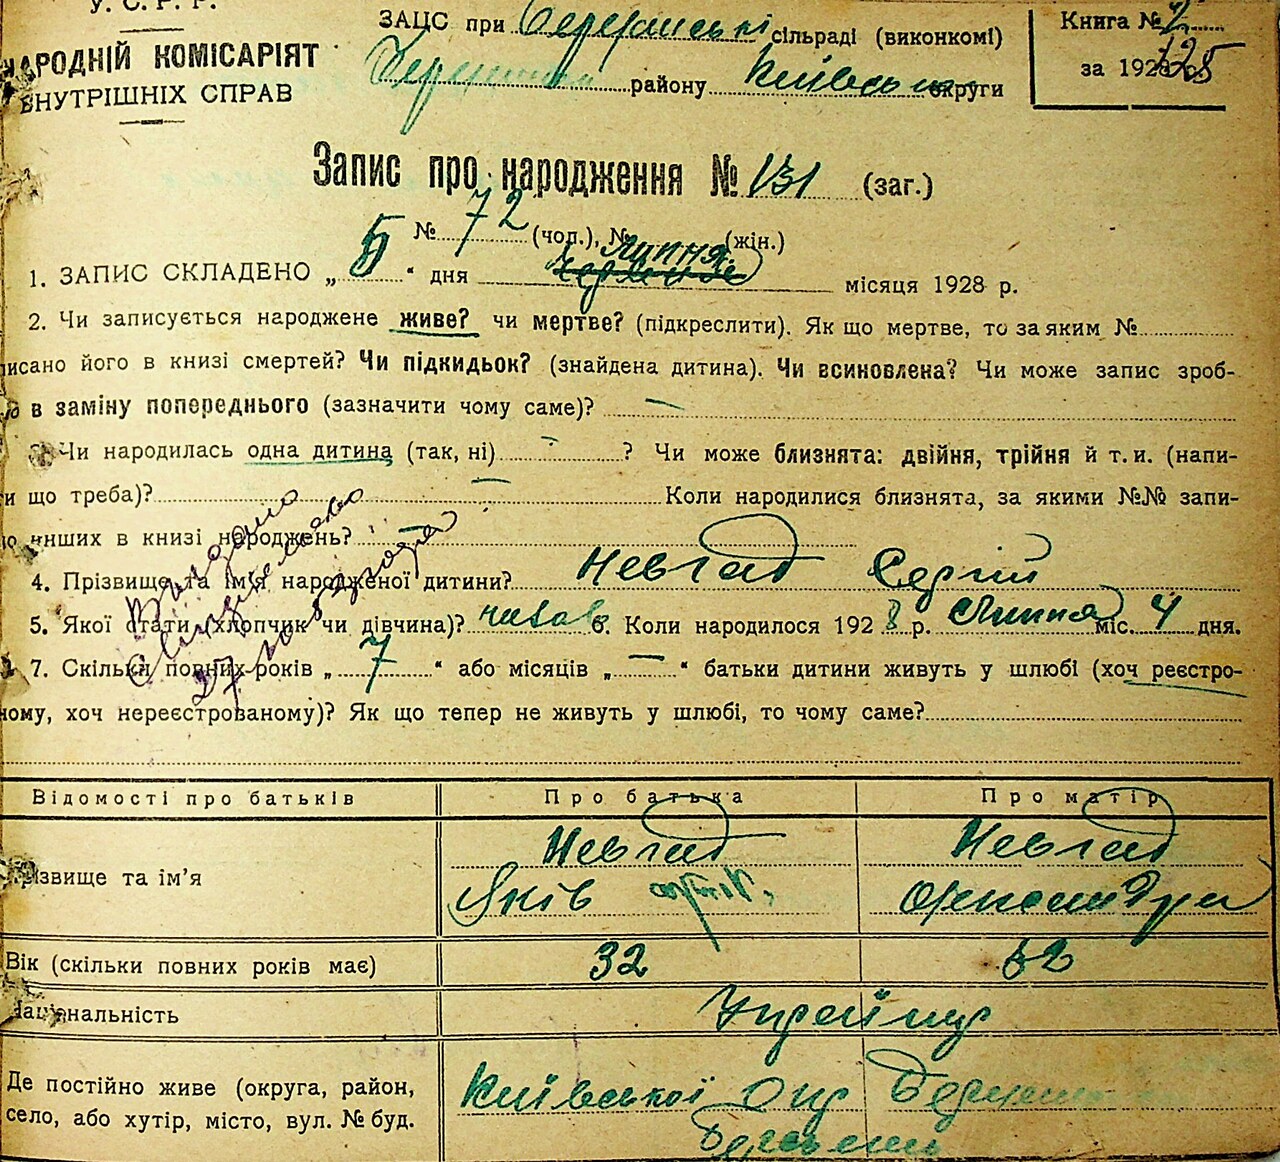 У. С. Р. Р.
НАРОДНІЙ КОМІСАРІЯТ
ВНУТРІШНІХ СПРАВ
ЗАЦС при сільраді (виконкомі)
району Київської округи
Книга № 2
за 1928 р.
Запис про народження № 131 (заг.)
№ 72 (чол.), № (жін.)
1. ЗАПИС СКЛАДЕНО „ 5 “ дня липня місяця 1928 р.
2. Чи записується народжене живе? чи мертве? (підкреслити). Як що мертве, то за яким №
писано його в книзі смертей? Чи підкидьок? (знайдена дитина). Чи всиновлена? Чи може запис зроб-
в заміну попереднього (зазначити чому саме)? —
Чи народилась одна дитина (так, ні) - ? Чи може близнята: двійня, трійня й т. и. (напи-
и що треба)? — Коли народилися близнята, за якими №№ запи-
инших в книзі народжень?
Видано
27
4. Прізвище та ім'я народженої дитини? Невгад Сергій
5. Якої стати (хлопчик чи дівчина)? 6. Коли народилося 1928 р. Липня міс. 4 дня.
7. Скільки повних років „ 7 “ або місяців „ — “ батьки дитини живуть у шлюбі (хоч реєстро-
ному, хоч нереєстрованому)? Як що тепер не живуть у шлюбі, то чому саме?
Відомості про батьків Про батька Про матір
Прізвище та ім'я Невгад Невгад
Яків Олександра
Вік (скільки повних років має) 32
Національність
Де постійно живе (округа, район, Київської Окр
село, або хутір, місто, вул. № буд.